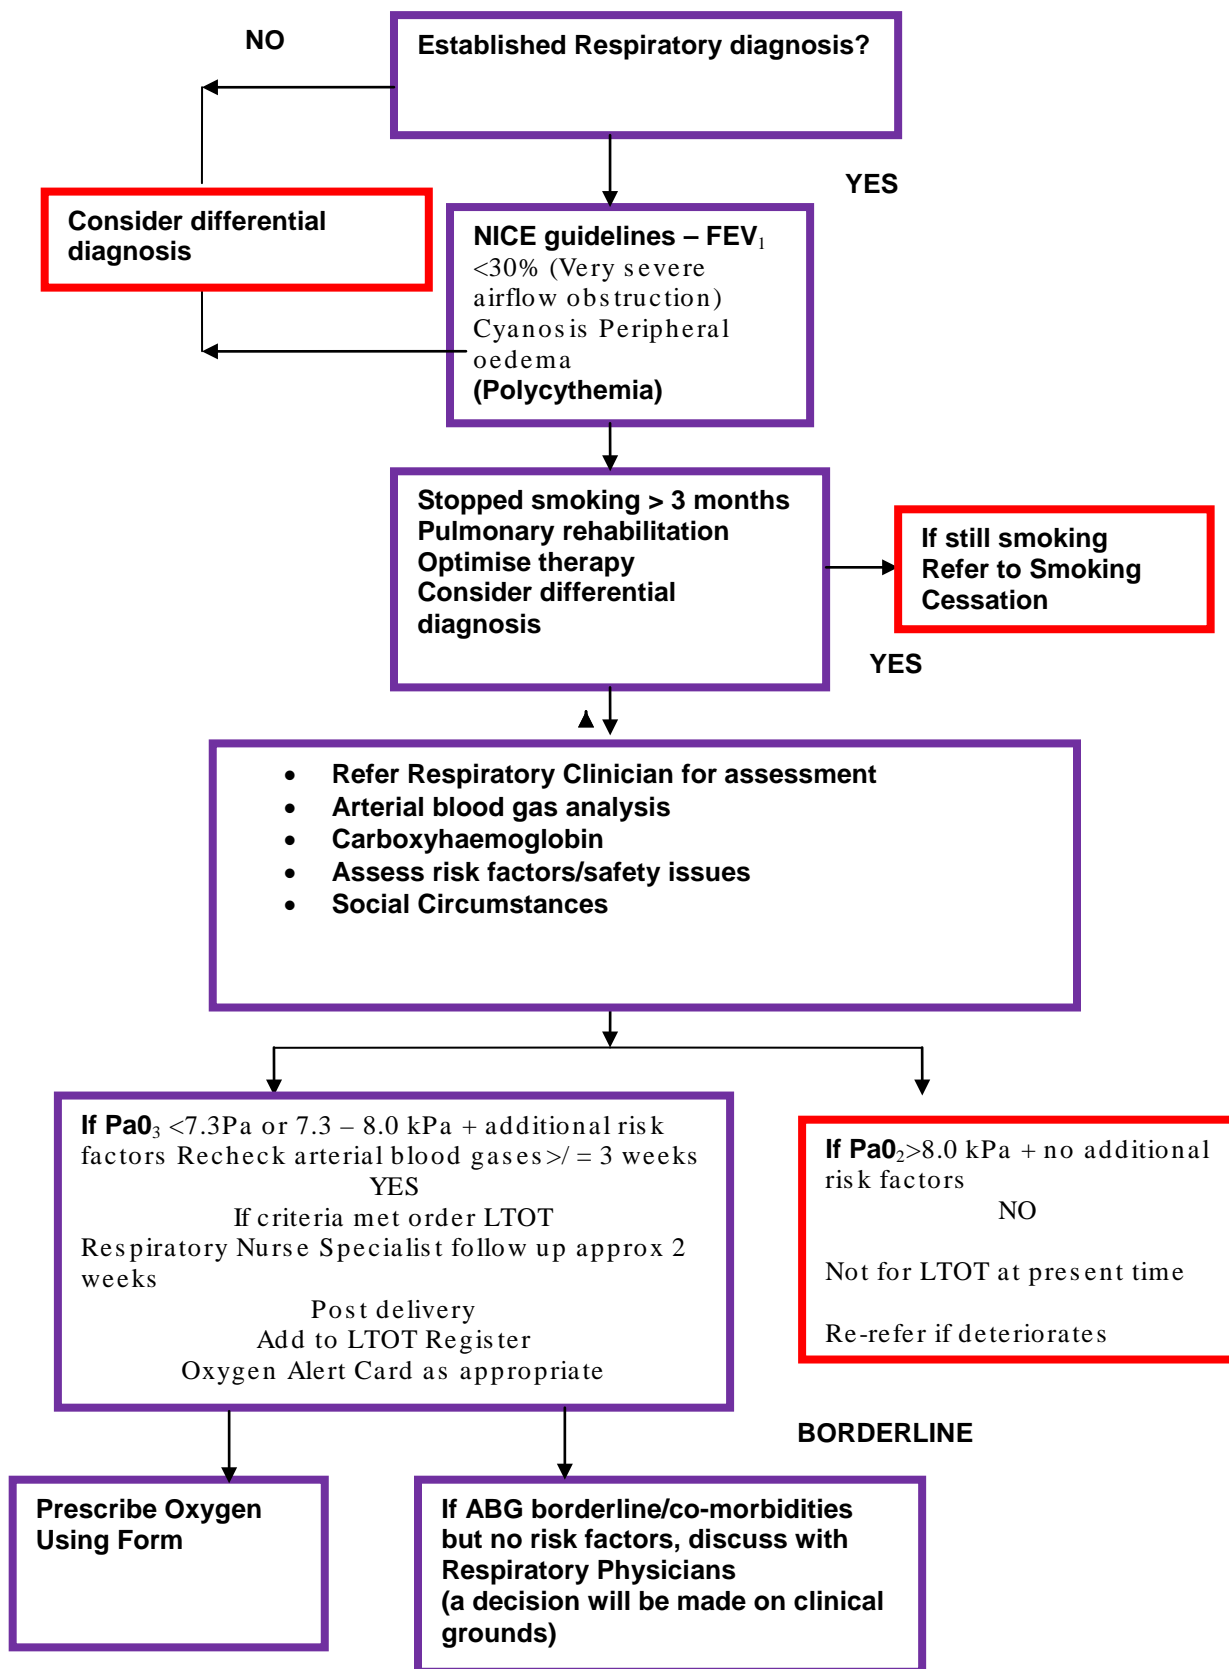 NO
Established Respiratory diagnosis?
YES
Consider differential
diagnosis
NICE guidelines – FEV₁
<30% (Very severe
airflow obstruction)
Cyanosis Peripheral
oedema
(Polycythemia)
Stopped smoking > 3 months
Pulmonary rehabilitation
Optimise therapy
Consider differential
diagnosis
If still smoking
Refer to Smoking
Cessation
YES
• Refer Respiratory Clinician for assessment
• Arterial blood gas analysis
• Carboxyhaemoglobin
• Assess risk factors/safety issues
• Social Circumstances
If Pa0₃ <7.3Pa or 7.3 – 8.0 kPa + additional risk
factors Recheck arterial blood gases>/ = 3 weeks
YES
If criteria met order LTOT
Respiratory Nurse Specialist follow up approx 2
weeks
Post delivery
Add to LTOT Register
Oxygen Alert Card as appropriate
If Pa0₂>8.0 kPa + no additional
risk factors
NO
Not for LTOT at present time
Re-refer if deteriorates
BORDERLINE
Prescribe Oxygen
Using Form
If ABG borderline/co-morbidities
but no risk factors, discuss with
Respiratory Physicians
(a decision will be made on clinical
grounds)